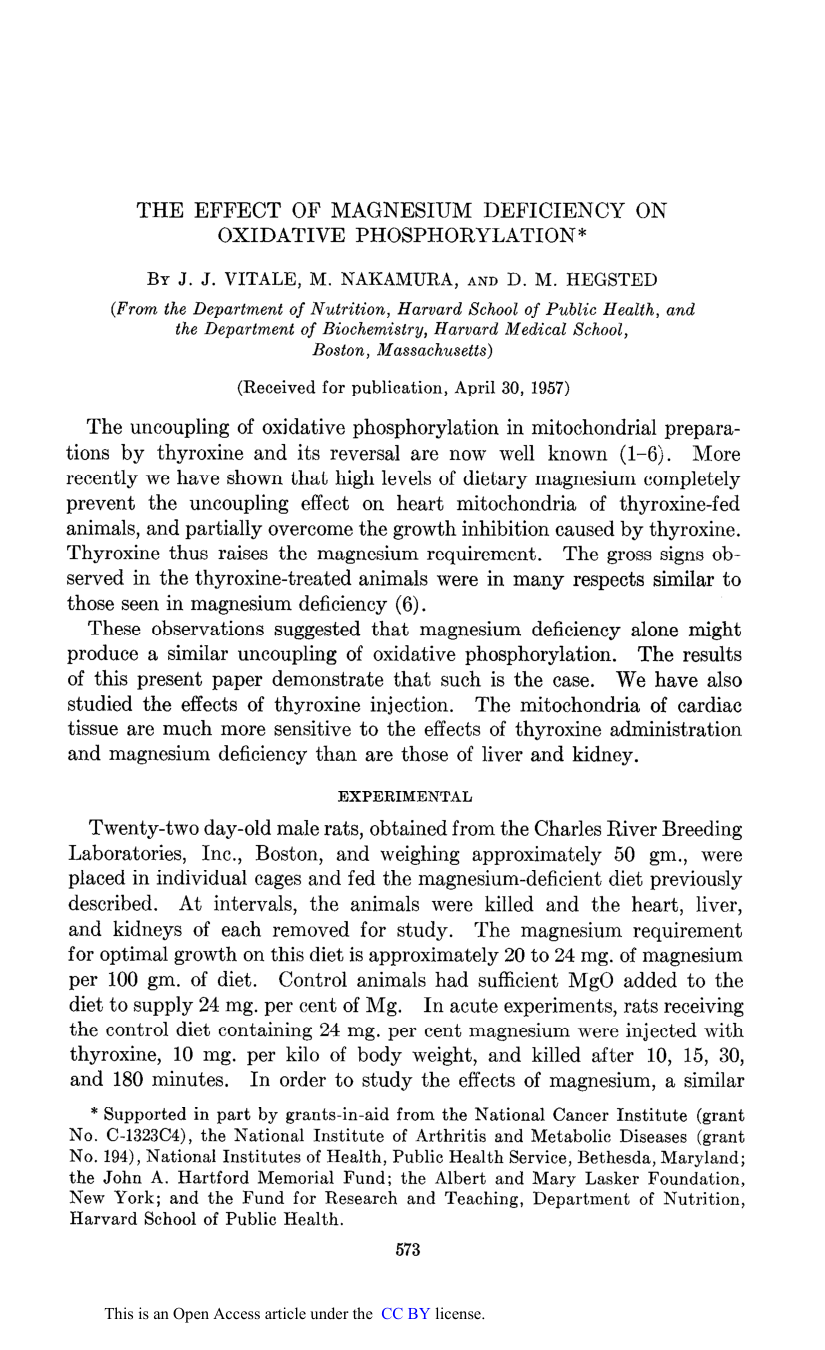 THE EFFECT OF MAGNESIUM DEFICIENCY ON
OXIDATIVE PHOSPHORYLATION*
BY J. J. VITALE, M. NAKAMURA, AND D. M. HEGSTED
(From the Department of Nutrition, Harvard School of Public Health, and
the Department of Biochemistry, Harvard Medical School,
Boston, Massachusetts)
(Received for publication, April 30, 1957)
The uncoupling of oxidative phosphorylation in mitochondrial prepara-
tions by thyroxine and its reversal are now well known (1-6). More
recently we have shown that high levels of dietary magnesium completely
prevent the uncoupling effect on heart mitochondria of thyroxine-fed
animals, and partially overcome the growth inhibition caused by thyroxine.
Thyroxine thus raises the magnesium requirement. The gross signs ob-
served in the thyroxine-treated animals were in many respects similar to
those seen in magnesium deficiency (6).
These observations suggested that magnesium deficiency alone might
produce a similar uncoupling of oxidative phosphorylation. The results
of this present paper demonstrate that such is the case. We have also
studied the effects of thyroxine injection. The mitochondria of cardiac
tissue are much more sensitive to the effects of thyroxine administration
and magnesium deficiency than are those of liver and kidney.
EXPERIMENTAL
Twenty-two day-old male rats, obtained from the Charles River Breeding
Laboratories, Inc., Boston, and weighing approximately 50 gm., were
placed in individual cages and fed the magnesium-deficient diet previously
described. At intervals, the animals were killed and the heart, liver,
and kidneys of each removed for study. The magnesium requirement
for optimal growth on this diet is approximately 20 to 24 mg. of magnesium
per 100 gm. of diet. Control animals had sufficient MgO added to the
diet to supply 24 mg. per cent of Mg. In acute experiments, rats receiving
the control diet containing 24 mg. per cent magnesium were injected with
thyroxine, 10 mg. per kilo of body weight, and killed after 10, 15, 30,
and 180 minutes. In order to study the effects of magnesium, a similar
* Supported in part by grants-in-aid from the National Cancer Institute (grant
No. C-1323C4), the National Institute of Arthritis and Metabolic Diseases (grant
No. 194), National Institutes of Health, Public Health Service, Bethesda, Maryland;
the John A. Hartford Memorial Fund; the Albert and Mary Lasker Foundation,
New York; and the Fund for Research and Teaching, Department of Nutrition,
Harvard School of Public Health.
573
This is an Open Access article under the CC BY license.